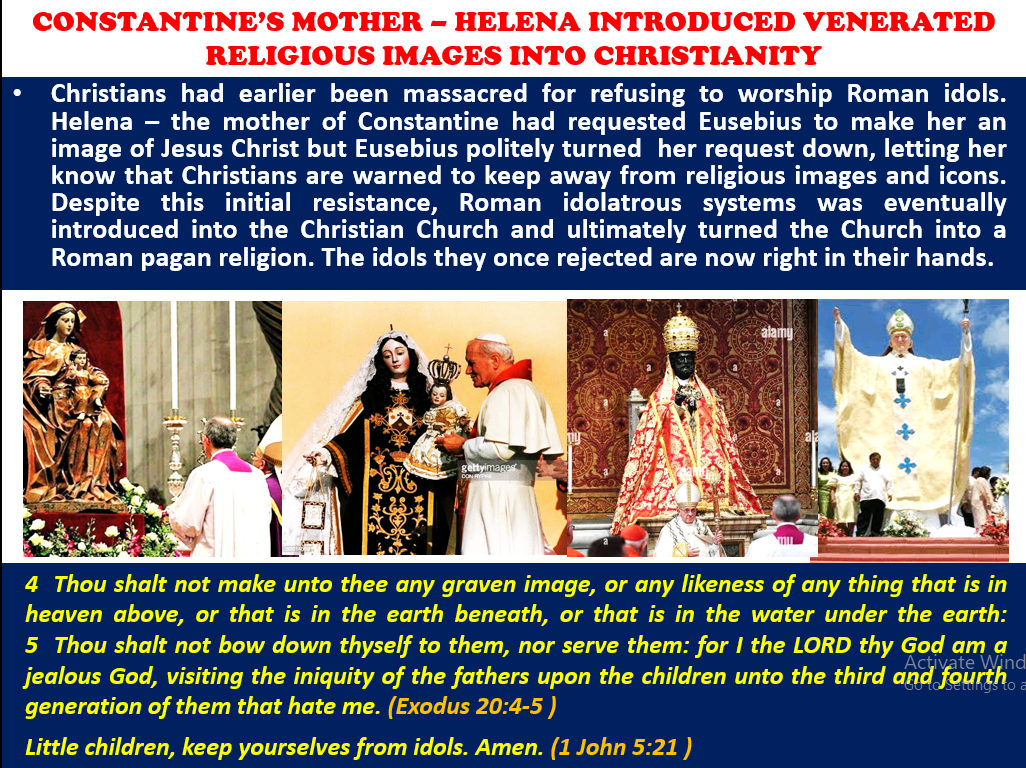 CONSTANTINE'S MOTHER – HELENA INTRODUCED VENERATED
RELIGIOUS IMAGES INTO CHRISTIANITY
• Christians had earlier been massacred for refusing to worship Roman idols.
Helena – the mother of Constantine had requested Eusebius to make her an
image of Jesus Christ but Eusebius politely turned her request down, letting her
know that Christians are warned to keep away from religious images and icons.
Despite this initial resistance, Roman idolatrous systems was eventually
introduced into the Christian Church and ultimately turned the Church into a
Roman pagan religion. The idols they once rejected are now right in their hands.
alamy
a
a
a
a
my
al
gettyimages
alamy
a
a
mu
4 Thou shalt not make unto thee any graven image, or any likeness of any thing that is in
heaven above, or that is in the earth beneath, or that is in the water under the earth:
5 Thou shalt not bow down thyself to them, nor serve them: for I the LORD thy God am a
jealous God, visiting the iniquity of the fathers upon the children unto the third and fourth
generation of them that hate me. (Exodus 20:4-5 )
Little children, keep yourselves from idols. Amen. (1 John 5:21 )
Activate Wind
Go to Settings to a